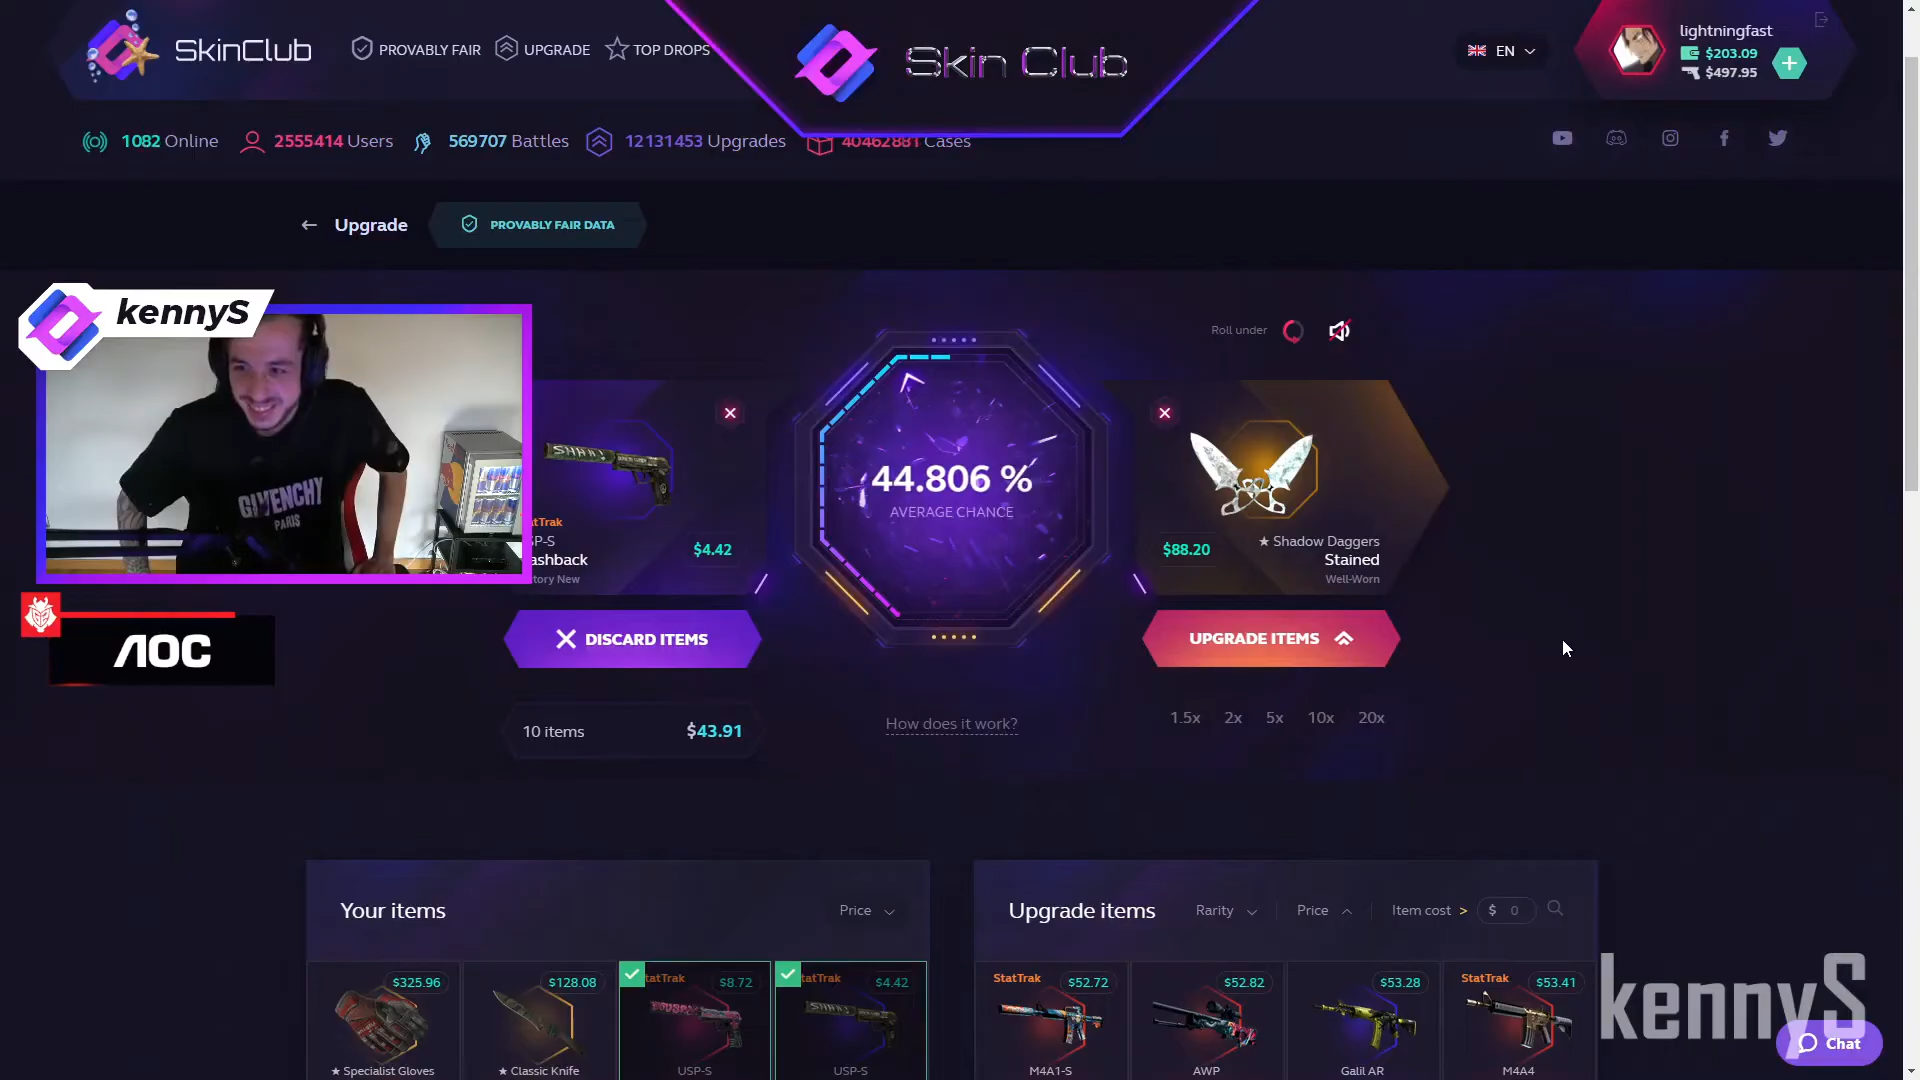 SkinClub
PROVABLY FAIR
UPGRADE
TOP DROPS
Skin Club
EN
lightningfast
$203.09
$497.95
1082 Online
2555414 Users
569707 Battles
12131453 Upgrades
40462881 Cases
Upgrade
PROVABLY FAIR DATA
kennyS
Roll under
GIVENCHY
PARIS
44.806 %
AVERAGE CHANCE
$4.42
ashback
$88.20
★ Shadow Daggers
Stained
Well-Worn
AOC
DISCARD ITEMS
UPGRADE ITEMS
10 items
$43.91
How does it work?
1.5x 2x 5x 10x 20x
Your items
Price
Upgrade items
Rarity
Price
Item cost >
$ 0
$325.96
★ Specialist Gloves
$128.08
★ Classic Knife
tatTrak
$8.72
USP-S
tatTrak
$4.42
USP-S
StatTrak
$52.72
M4A1-S
$52.82
AWP
$53.28
Galil AR
StatTrak
$53.41
M4A4
kennyS
Chat